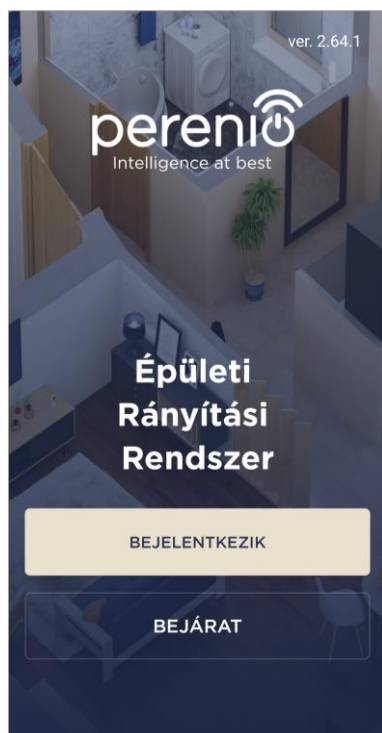 ver. 2.64.1
perenio
Intelligence at best
Épületi
Rányítási
Rendszer
BEJELENTKEZIK
BEJÁRAT